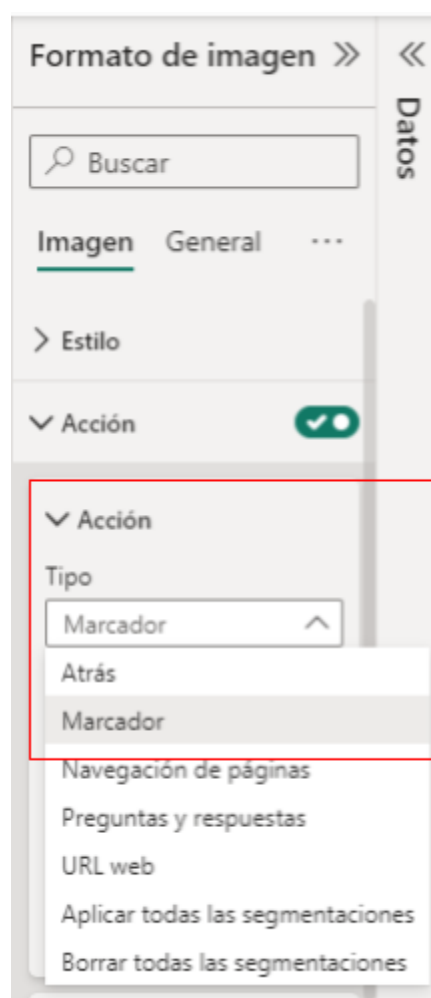 Formato de imagen
Datos
Buscar
Imagen General ...
Estilo
Acción
Acción
Tipo
Marcador
Atrás
Marcador
Navegación de páginas
Preguntas y respuestas
URL web
Aplicar todas las segmentaciones
Borrar todas las segmentaciones